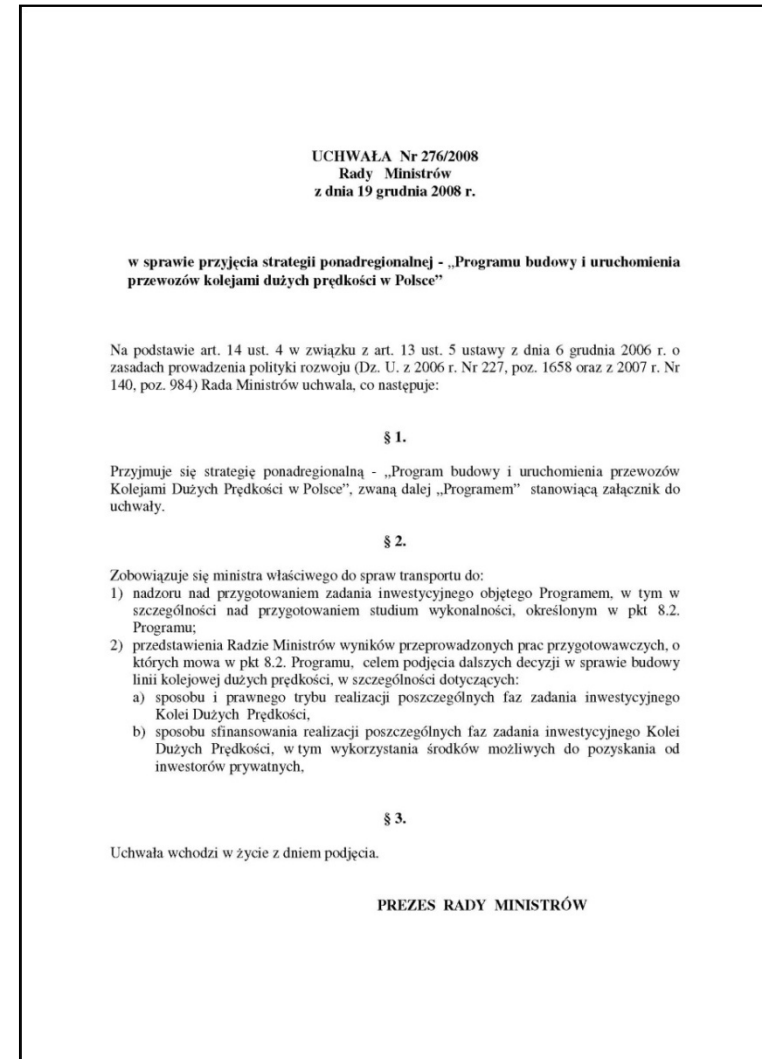 UCHWAŁA Nr 276/2008
Rady Ministrów
z dnia 19 grudnia 2008 r.
w sprawie przyjęcia strategii ponadregionalnej - „Programu budowy i uruchomienia
przewozów kolejami dużych prędkości w Polsce”
Na podstawie art. 14 ust. 4 w związku z art. 13 ust. 5 ustawy z dnia 6 grudnia 2006 r. o
zasadach prowadzenia polityki rozwoju (Dz. U. z 2006 r. Nr 227, poz. 1658 oraz z 2007 r. Nr
140, poz. 984) Rada Ministrów uchwala, co następuje:
§ 1.
Przyjmuje się strategię ponadregionalną - „Program budowy i uruchomienia przewozów
Kolejami Dużych Prędkości w Polsce”, zwaną dalej „Programem” stanowiącą załącznik do
uchwały.
§ 2.
Zobowiązuje się ministra właściwego do spraw transportu do:
1) nadzoru nad przygotowaniem zadania inwestycyjnego objętego Programem, w tym w
szczególności nad przygotowaniem studium wykonalności, określonym w pkt 8.2.
Programu;
2) przedstawienia Radzie Ministrów wyników przeprowadzonych prac przygotowawczych, o
których mowa w pkt 8.2. Programu, celem podjęcia dalszych decyzji w sprawie budowy
linii kolejowej dużych prędkości, w szczególności dotyczących:
a) sposobu i prawnego trybu realizacji poszczególnych faz zadania inwestycyjnego
Kolei Dużych Prędkości,
b) sposobu sfinansowania realizacji poszczególnych faz zadania inwestycyjnego Kolei
Dużych Prędkości, w tym wykorzystania środków możliwych do pozyskania od
inwestorów prywatnych,
§ 3.
Uchwała wchodzi w życie z dniem podjęcia.
PREZES RADY MINISTRÓW